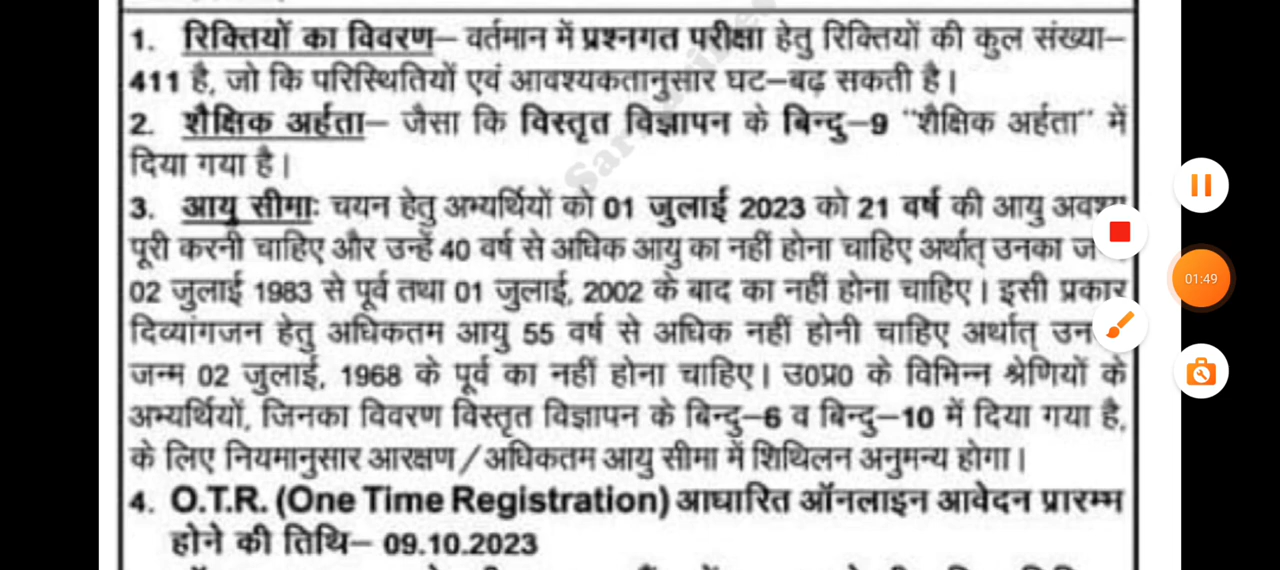 1. रिक्तियों का विवरण– वर्तमान में प्रश्नगत परीक्षा हेतु रिक्तियों की कुल संख्या–
411 है, जो कि परिस्थितियों एवं आवश्यकतानुसार घट–बढ़ सकती है।
2. शैक्षिक अर्हता– जैसा कि विस्तृत विज्ञापन के बिन्दु–9 "शैक्षिक अर्हता" में
दिया गया है।
3. आयु सीमाः चयन हेतु अभ्यर्थियों को 01 जुलाई 2023 को 21 वर्ष की आयु
पूरी करनी चाहिए और उन्हें 40 वर्ष से अधिक आयु का नहीं होना चाहिए अर्थात् उनका
02 जुलाई 1983 से पूर्व तथा 01 जुलाई, 2002 के बाद का नहीं होना चाहिए। इसी प्रकार
दिव्यांगजन हेतु अधिकतम आयु 55 वर्ष से अधिक नहीं होनी चाहिए अर्थात्
जन्म 02 जुलाई, 1968 के पूर्व का नहीं होना चाहिए। उ0प्र0 के विभिन्न श्रेणियों के
अभ्यर्थियों, जिनका विवरण विस्तृत विज्ञापन के बिन्दु–6 व बिन्दु–10 में दिया गया है,
के लिए नियमानुसार आरक्षण/अधिकतम आयु सीमा में शिथिलन अनुमन्य होगा।
4. O.T.R. (One Time Registration) आधारित ऑनलाइन आवेदन प्रारम्भ
होने की तिथि– 09.10.2023
01:49